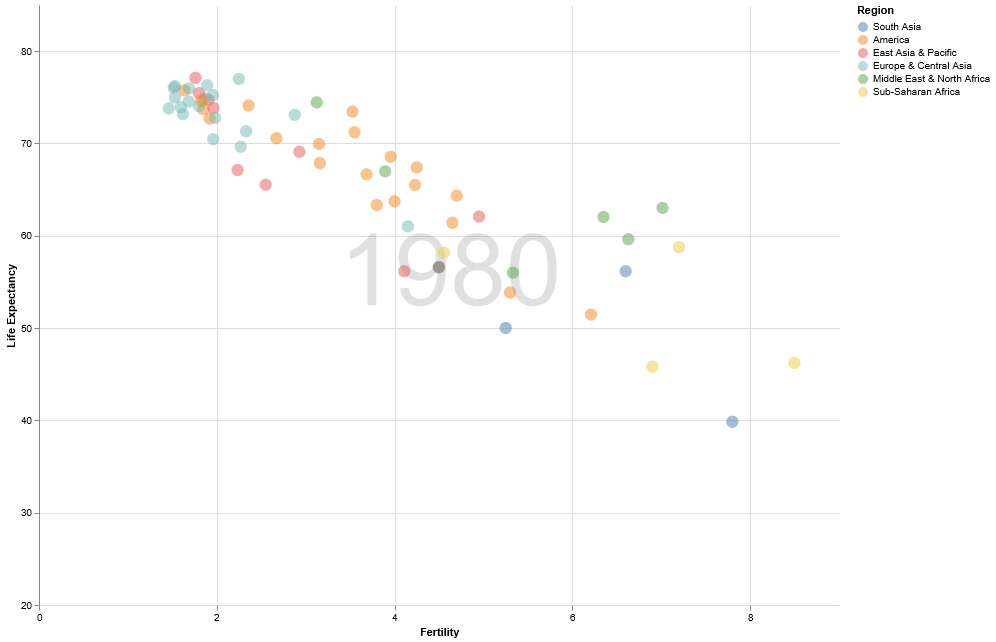 Region
South Asia
America
East Asia & Pacific
Europe & Central Asia
Middle East & North Africa
Sub-Saharan Africa
Life Expectancy
80
70
60
50
40
30
20
1980
0 2 4 6 8
Fertility